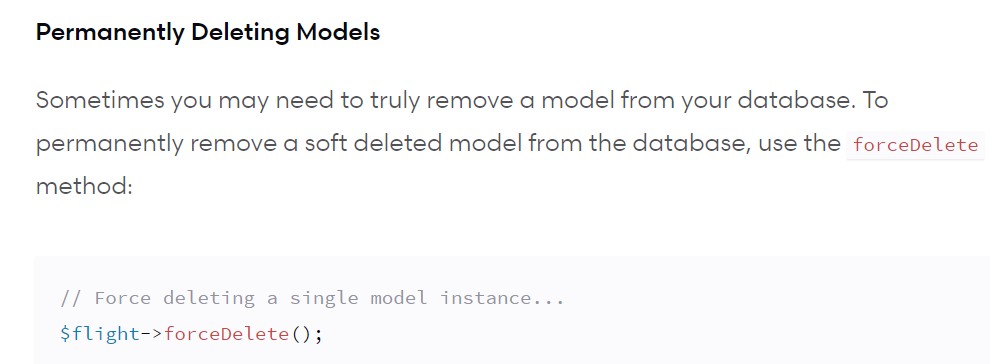 Permanently Deleting Models
Sometimes you may need to truly remove a model from your database. To
permanently remove a soft deleted model from the database, use the forceDelete
method:
// Force deleting a single model instance...
$flight->forceDelete();